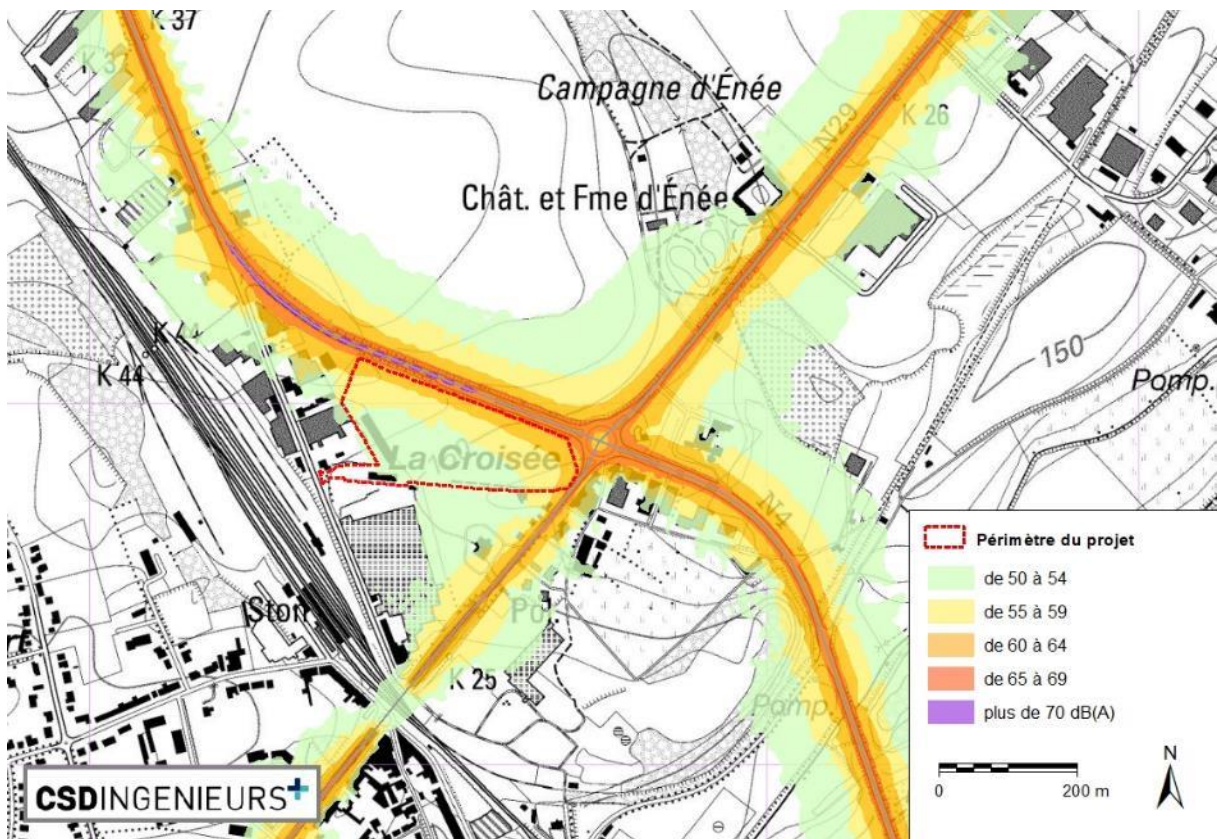 K 37
K 3
Campagne d'Énée
N29
K 26
Chât. et Fme d'Énée
K 44
150
Pomp.
La Croisée
N4
Ston
K 25
Pomp.
Périmètre du projet
de 50 à 54
de 55 à 59
de 60 à 64
de 65 à 69
plus de 70 dB(A)
0 200 m
N
CSDINGENIEURS+